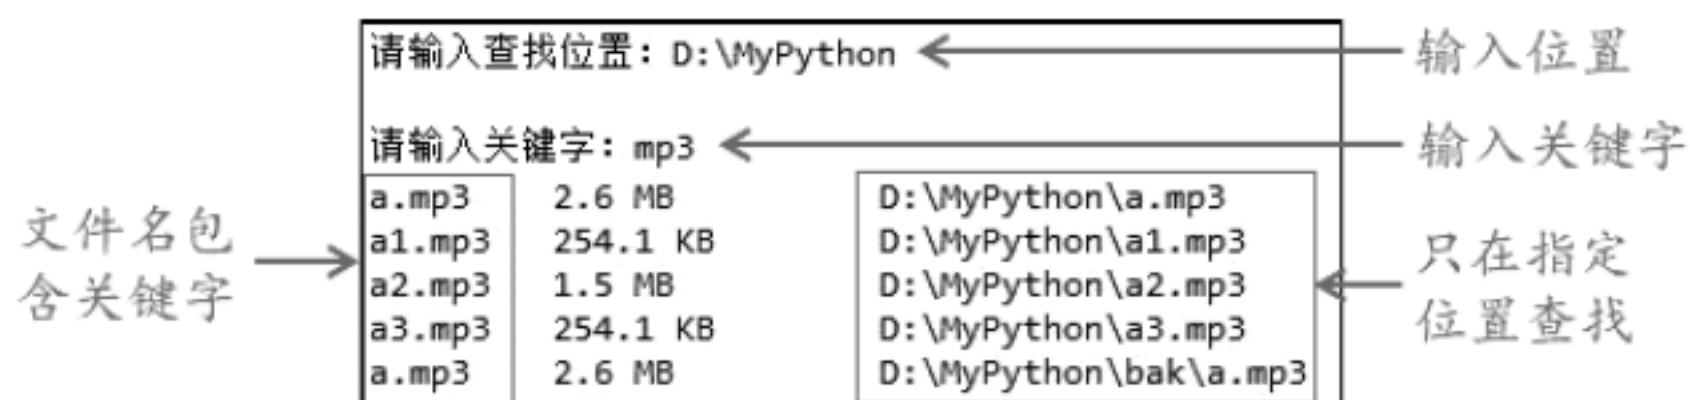 请输入查找位置: D:\MyPython
输入位置
请输入关键字: mp3
输入关键字
文件名包
含关键字
a.mp3 2.6 MB D:\MyPython\a.mp3
a1.mp3 254.1 KB D:\MyPython\a1.mp3
a2.mp3 1.5 MB D:\MyPython\a2.mp3
a3.mp3 254.1 KB D:\MyPython\a3.mp3
a.mp3 2.6 MB D:\MyPython\bak\a.mp3
只在指定
位置查找